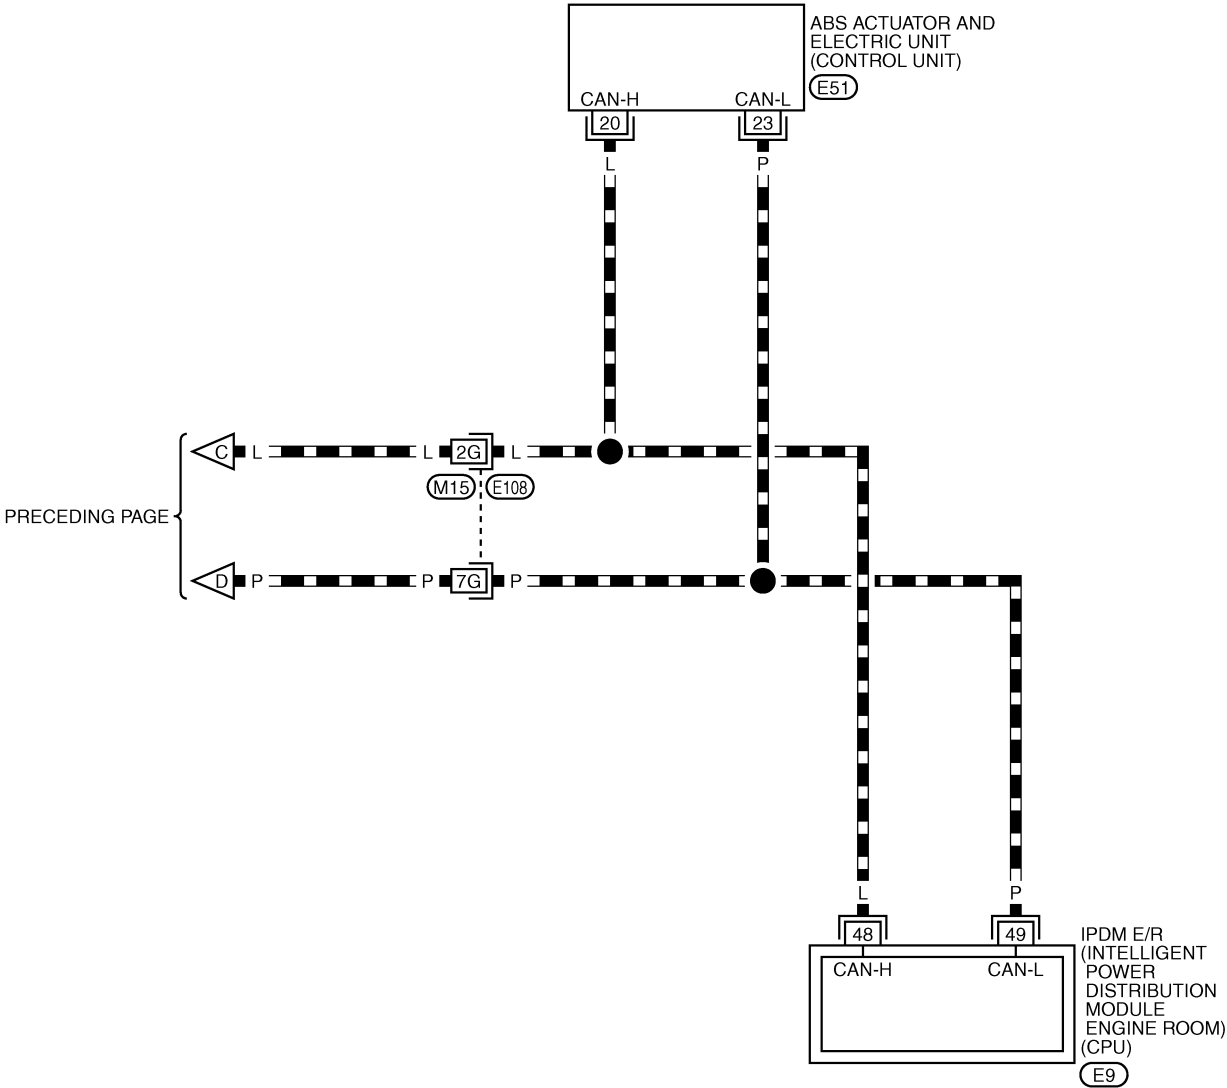 ABS ACTUATOR AND
ELECTRIC UNIT
(CONTROL UNIT)
E51
CAN-H CAN-L
20 23
L P
C L L 2G L
M15 E108
PRECEDING PAGE
D P P 7G P
L P
48 49
CAN-H CAN-L
IPDM E/R
(INTELLIGENT
POWER
DISTRIBUTION
MODULE
ENGINE ROOM)
(CPU)
E9